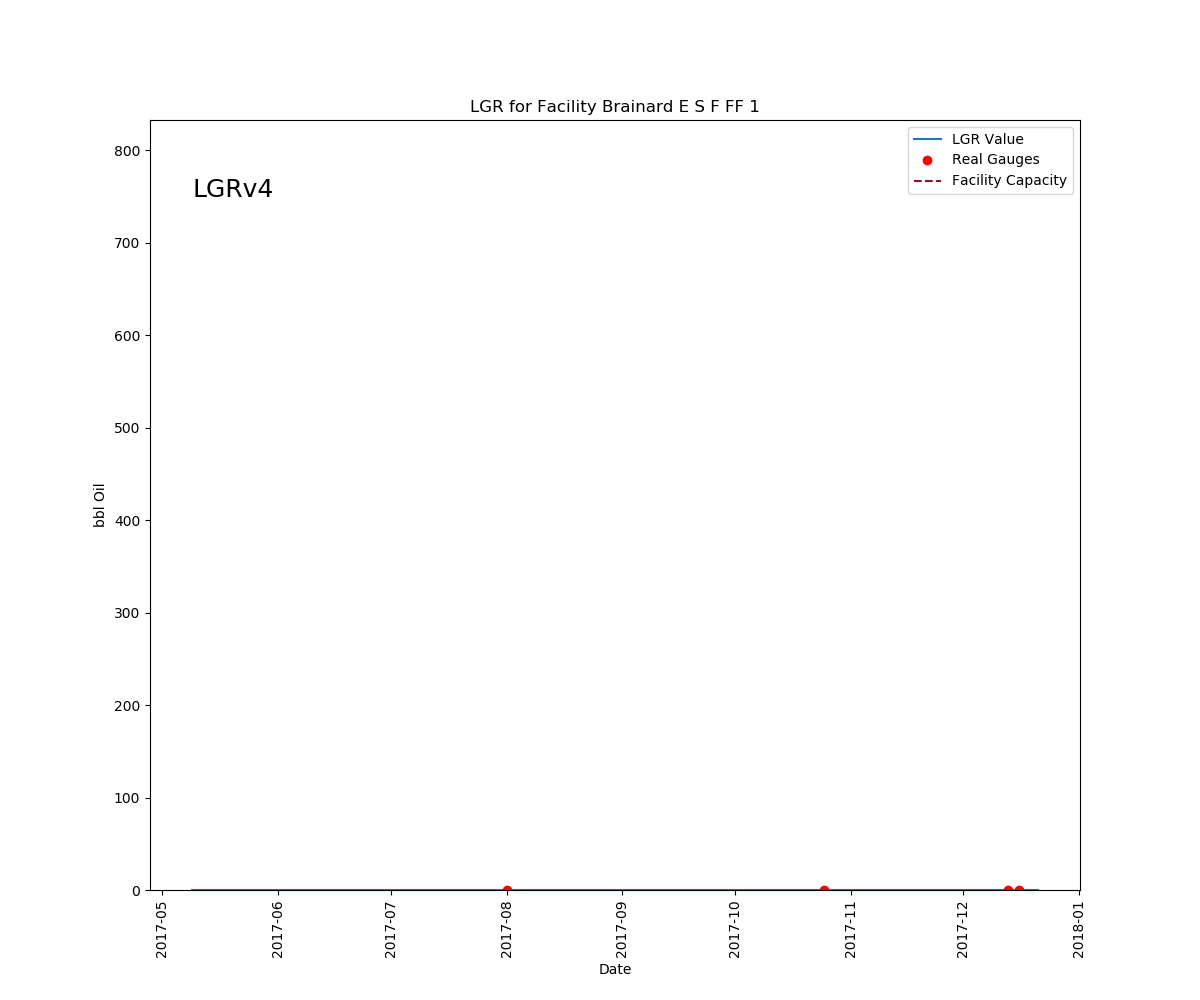 LGR for Facility Brainard E S F FF 1
LGR Value
Real Gauges
Facility Capacity
LGRv4
bbl Oil
800
700
600
500
400
300
200
100
0
2017-05
2017-06
2017-07
2017-08
2017-09
2017-10
2017-11
2017-12
2018-01
Date